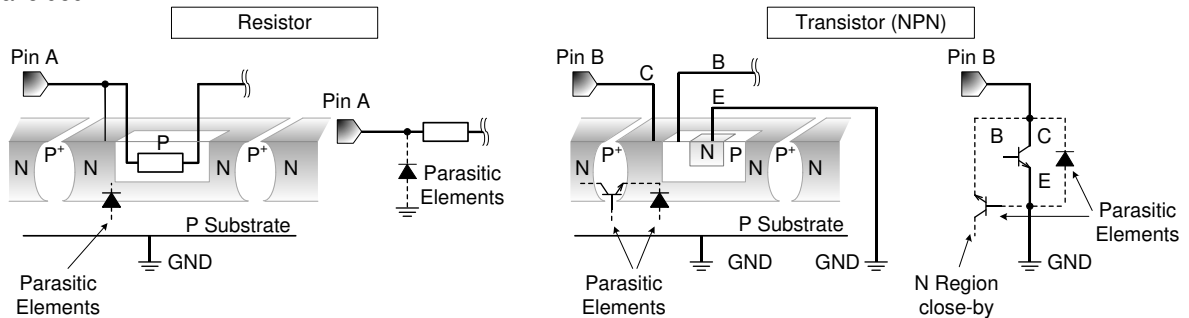 Resistor
Transistor (NPN)
Pin A
Pin A
N
P+
N
P
P+
N
N
Parasitic
Elements
P Substrate
GND
Parasitic
Elements
Pin B
C
B
E
N
P+
N
N
P
P+
N
N
P Substrate
GND
GND
Parasitic
Elements
Pin B
B
C
E
Parasitic
Elements
GND
N Region
close-by